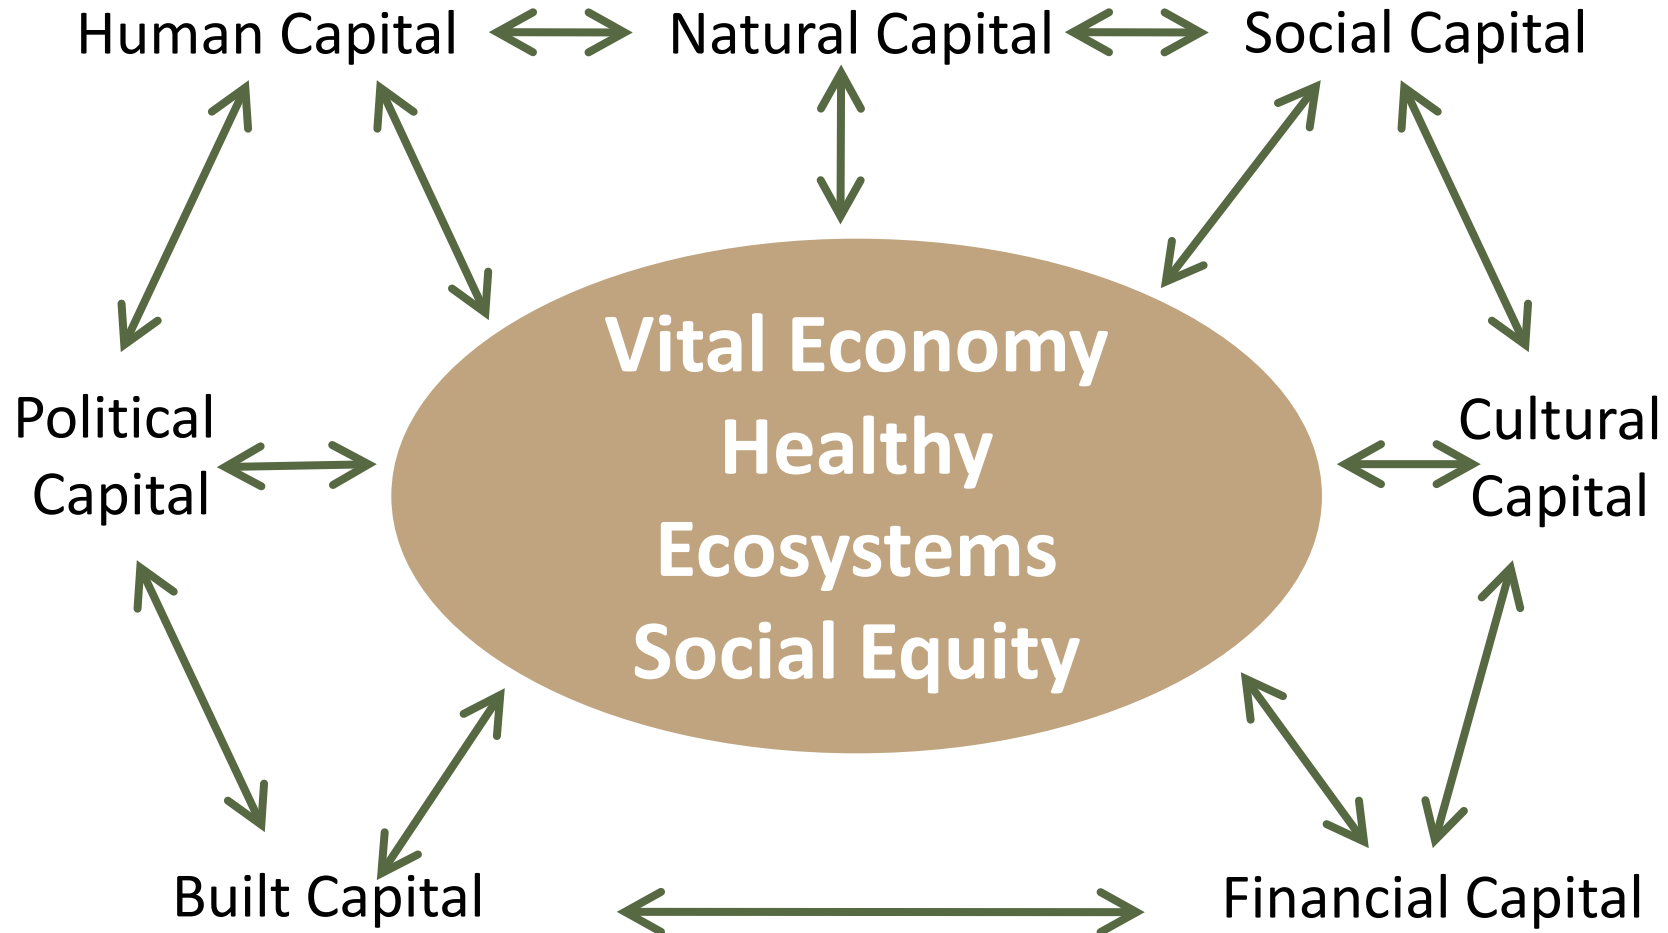 Human Capital
Natural Capital
Social Capital
Political
Capital
Vital Economy
Healthy
Ecosystems
Social Equity
Cultural
Capital
Built Capital
Financial Capital